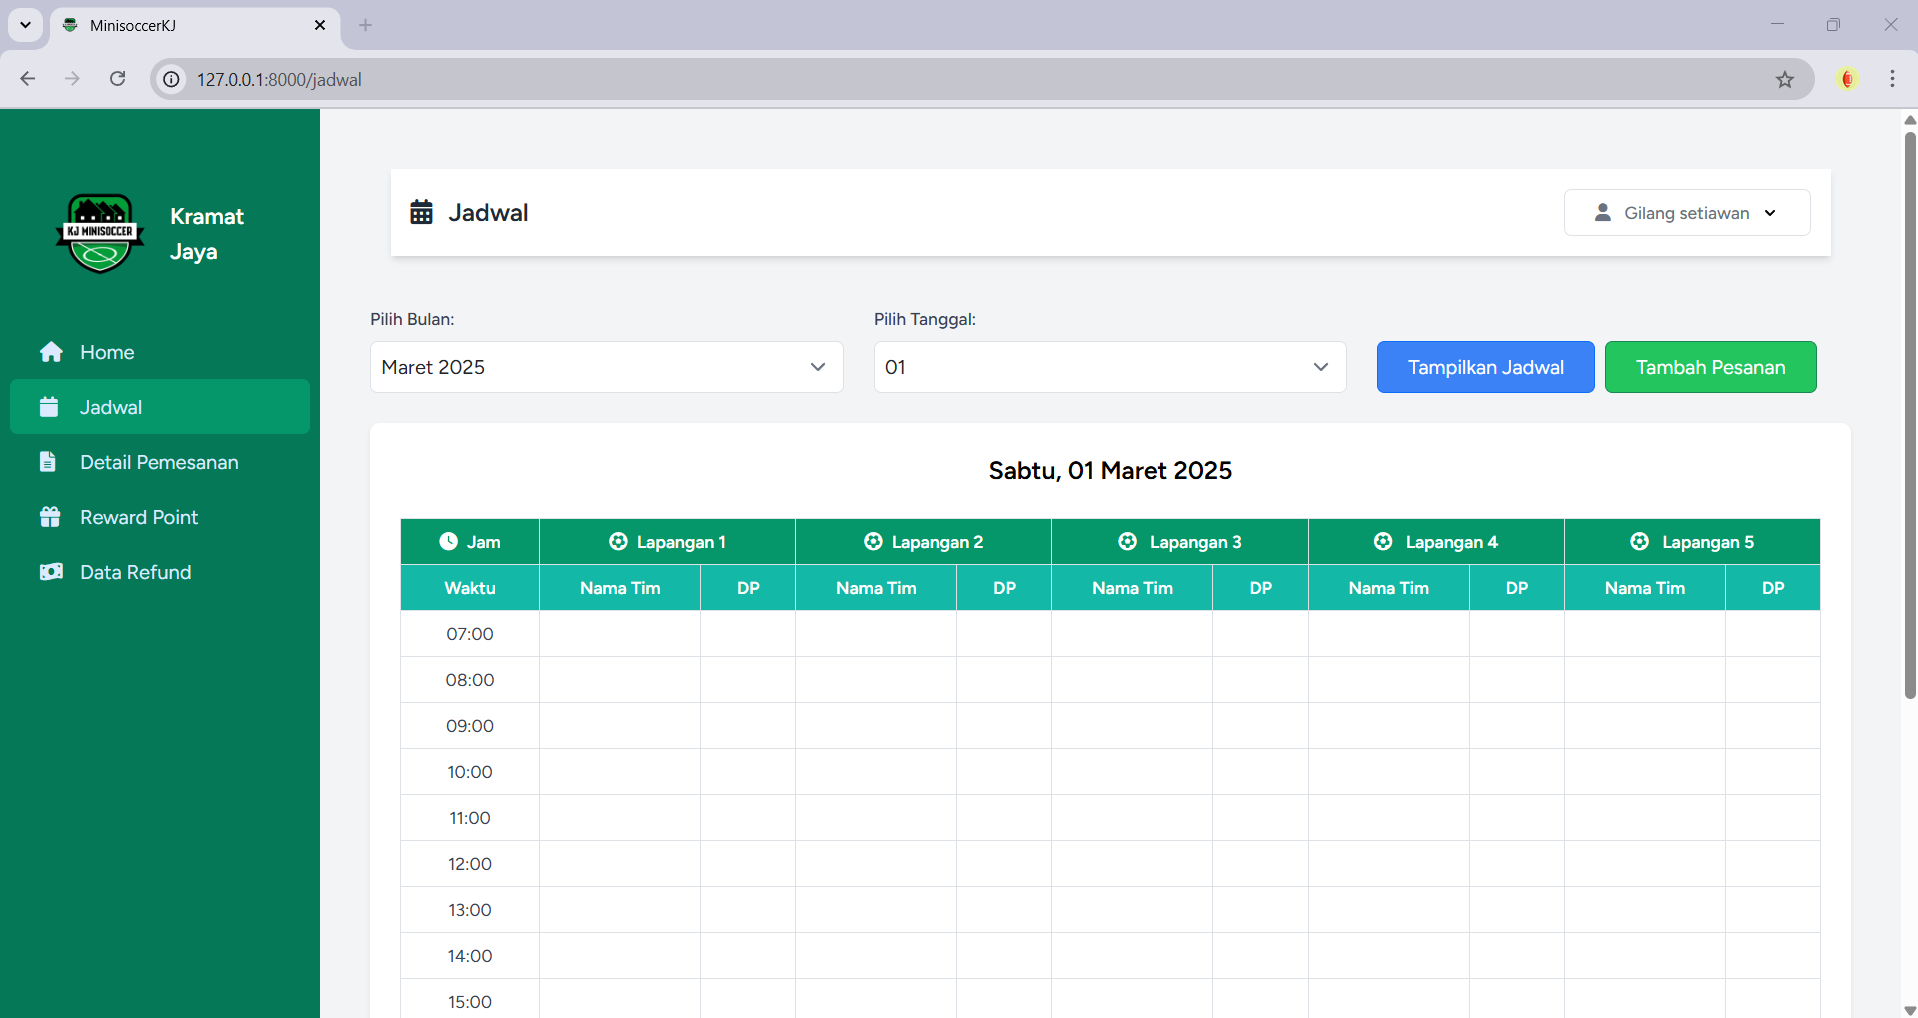 MinisoccerKJ
127.0.0.1:8000/jadwal
KJ MINISOCCER
Kramat
Jaya
Home
Jadwal
Detail Pemesanan
Reward Point
Data Refund
Jadwal
Gilang setiawan
Pilih Bulan:
Pilih Tanggal:
Maret 2025
01
Tampilkan Jadwal
Tambah Pesanan
Sabtu, 01 Maret 2025
Jam Lapangan 1 Lapangan 2 Lapangan 3 Lapangan 4 Lapangan 5
Waktu Nama Tim DP Nama Tim DP Nama Tim DP Nama Tim DP Nama Tim DP
07:00
08:00
09:00
10:00
11:00
12:00
13:00
14:00
15:00